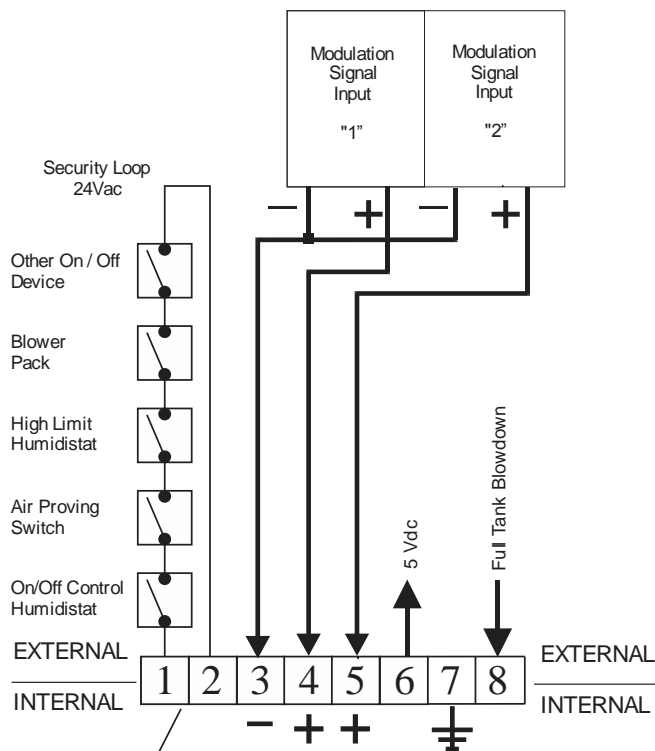 Modulation
Signal
Input
"1"
Modulation
Signal
Input
"2"
Security Loop
24Vac
− + − +
Other On / Off
Device
Blower
Pack
High Limit
Humidistat
Air Proving
Switch
On/Off Control
Humidistat
5 Vdc
Full Tank Blowdown
EXTERNAL
INTERNAL
1 2 3 4 5 6 7 8
EXTERNAL
INTERNAL
− + +